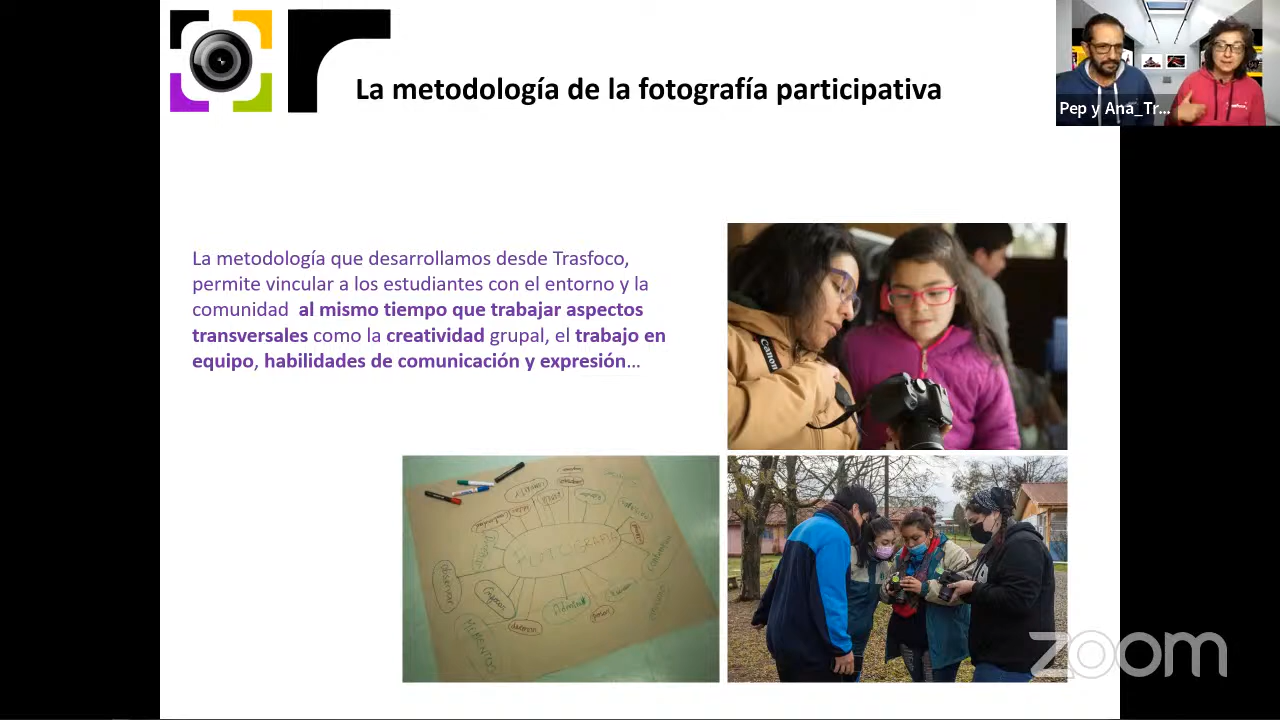 La metodología de la fotografía participativa
Pep y Ana_Tr...
La metodología que desarrollamos desde Trasfoco,
permite vincular a los estudiantes con el entorno y la
comunidad al mismo tiempo que trabajar aspectos
transversales como la creatividad grupal, el trabajo en
equipo, habilidades de comunicación y expresión...
Canon
observar
zoom